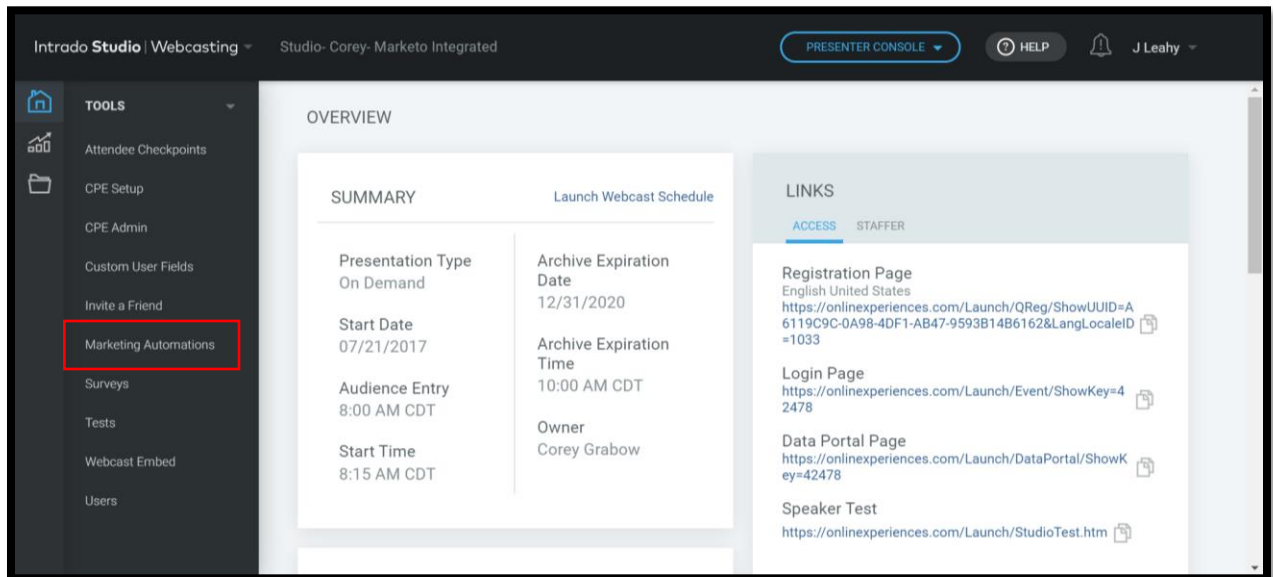 Intrado Studio | Webcasting
Studio- Corey- Marketo Integrated
PRESENTER CONSOLE
? HELP
J Leahy
TOOLS
Attendee Checkpoints
CPE Setup
CPE Admin
Custom User Fields
Invite a Friend
Marketing Automations
Surveys
Tests
Webcast Embed
Users
OVERVIEW
SUMMARY
Launch Webcast Schedule
Presentation Type
On Demand
Start Date
07/21/2017
Audience Entry
8:00 AM CDT
Start Time
8:15 AM CDT
Archive Expiration
Date
12/31/2020
Archive Expiration
Time
10:00 AM CDT
Owner
Corey Grabow
LINKS
ACCESS STAFFER
Registration Page
English United States
https://onlinexperiences.com/Launch/QReg/ShowUUID=A
6119C9C-0A98-4DF1-AB47-9593B14B6162&LangLocaleID
=1033
Login Page
https://onlinexperiences.com/Launch/Event/ShowKey=4
2478
Data Portal Page
https://onlinexperiences.com/Launch/DataPortal/ShowK
ey=42478
Speaker Test
https://onlinexperiences.com/Launch/StudioTest.htm